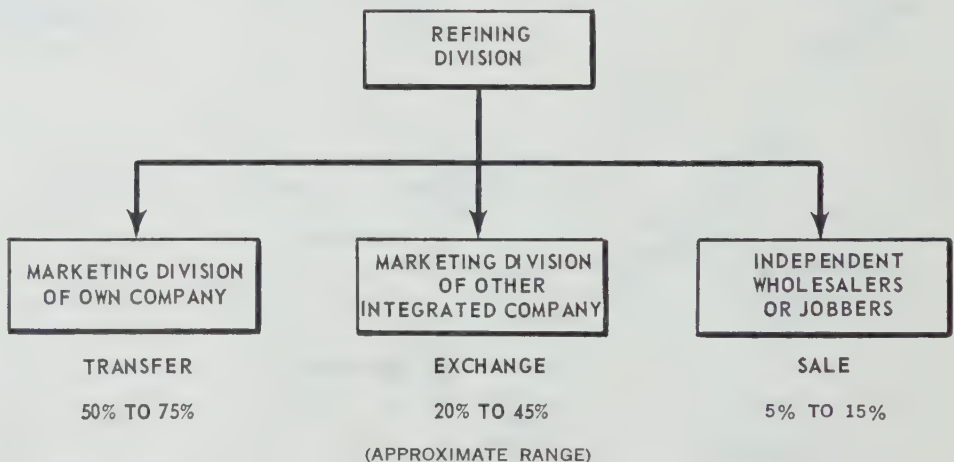 REFINING
DIVISION
MARKETING DIVISION
OF OWN COMPANY
MARKETING DIVISION
OF OTHER
INTEGRATED COMPANY
INDEPENDENT
WHOLESALERS
OR JOBBERS
TRANSFER
EXCHANGE
SALE
50% TO 75%
20% TO 45%
5% TO 15%
(APPROXIMATE RANGE)